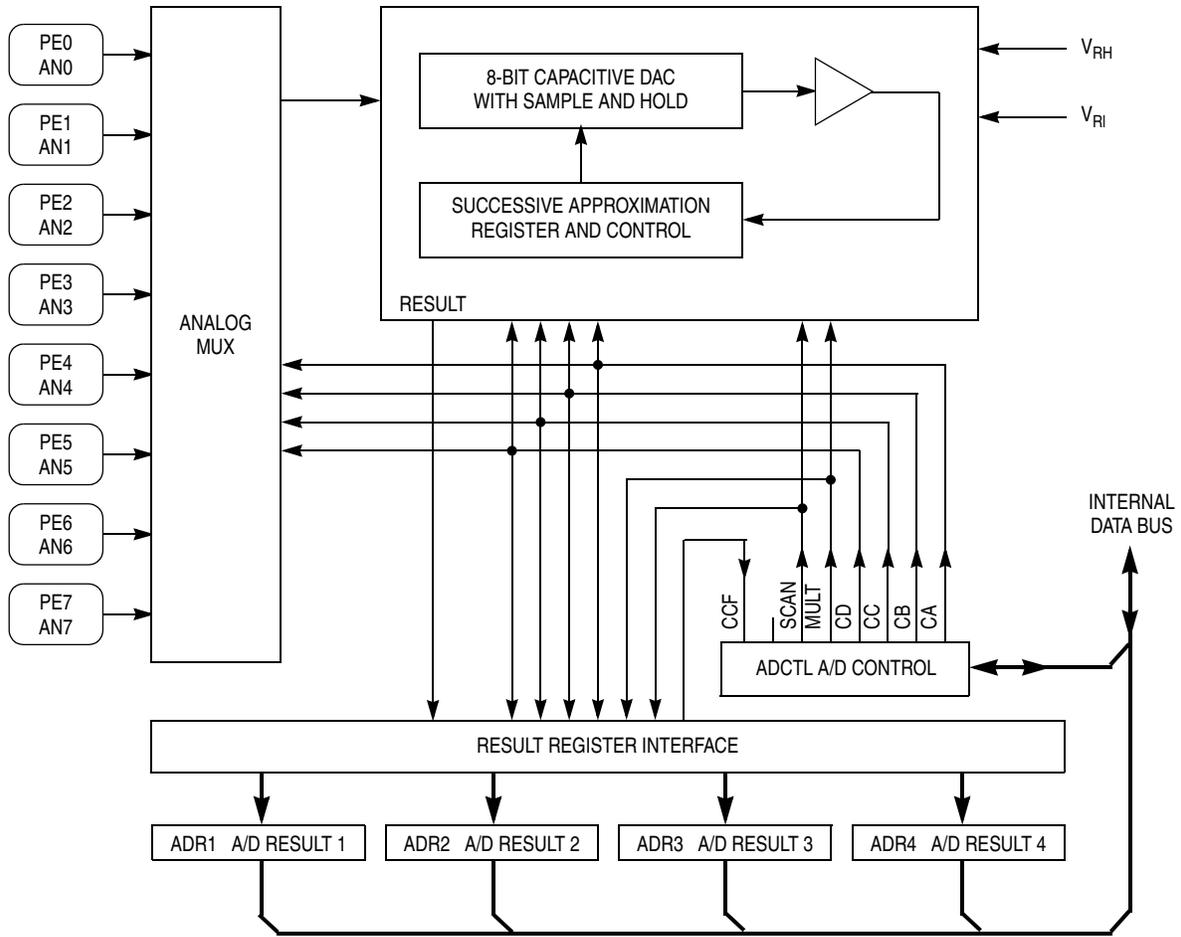 PE0
AN0
PE1
AN1
PE2
AN2
PE3
AN3
PE4
AN4
PE5
AN5
PE6
AN6
PE7
AN7
ANALOG
MUX
8-BIT CAPACITIVE DAC
WITH SAMPLE AND HOLD
SUCCESSIVE APPROXIMATION
REGISTER AND CONTROL
RESULT
VRH
VRl
INTERNAL
DATA BUS
CCF
SCAN
MULT
CD
CC
CB
CA
ADCTL A/D CONTROL
RESULT REGISTER INTERFACE
ADR1 A/D RESULT 1
ADR2 A/D RESULT 2
ADR3 A/D RESULT 3
ADR4 A/D RESULT 4